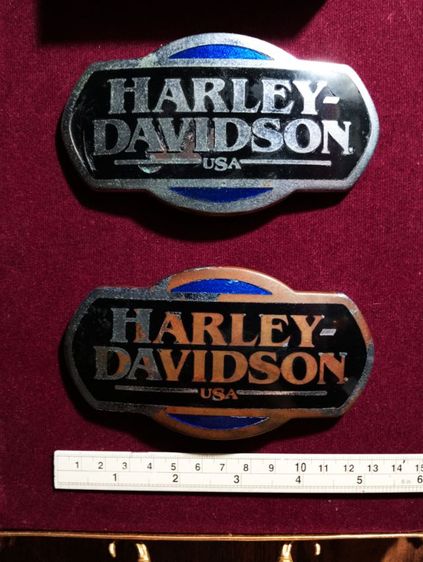 HARLEY-
DAVIDSON
USA
HARLEY-
DAVIDSON
USA
1 2 3 4 5 6 7 8 9 10 11 12 13 14 15
1 2 3 4 5 6